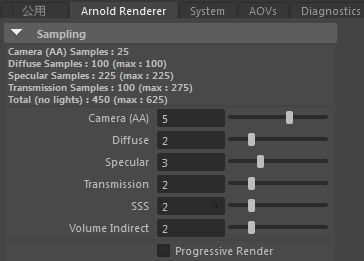 公用 Arnold Renderer System AOVs Diagnostics
Sampling
Camera (AA) Samples : 25
Diffuse Samples : 100 (max : 100)
Specular Samples : 225 (max : 225)
Transmission Samples : 100 (max : 275)
Total (no lights) : 450 (max : 625)
Camera (AA) 5
Diffuse 2
Specular 3
Transmission 2
SSS 2
Volume Indirect 2
Progressive Render